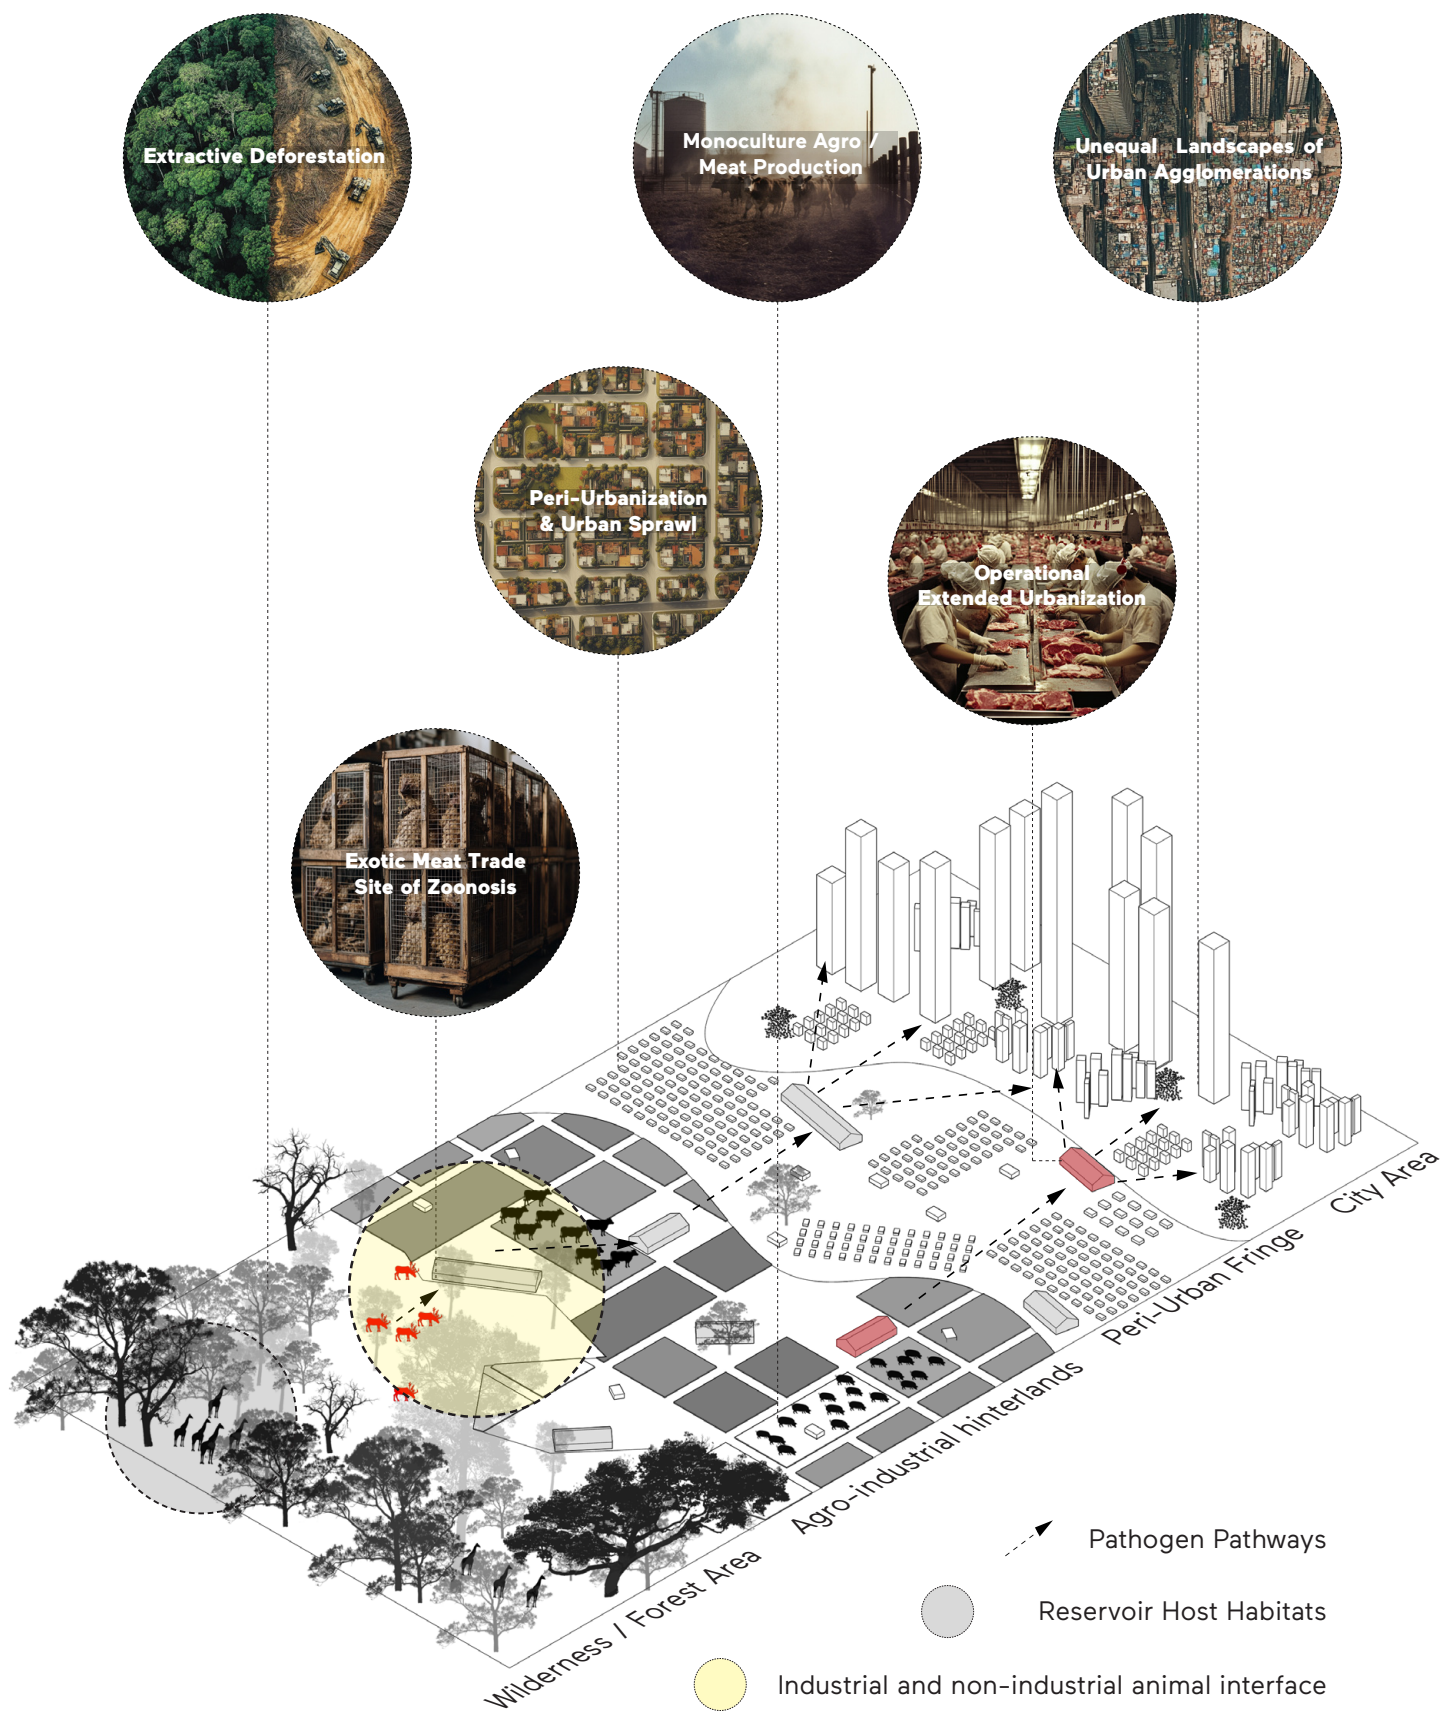 Extractive Deforestation
Monoculture Agro /
Meat Production
Unequal Landscapes of
Urban Agglomerations
Peri-Urbanization
& Urban Sprawl
Operational
Extended Urbanization
Exotic Meat Trade
Site of Zoonosis
City Area
Peri-Urban Fringe
Agro-industrial hinterlands
Wilderness / Forest Area
Pathogen Pathways
Reservoir Host Habitats
Industrial and non-industrial animal interface